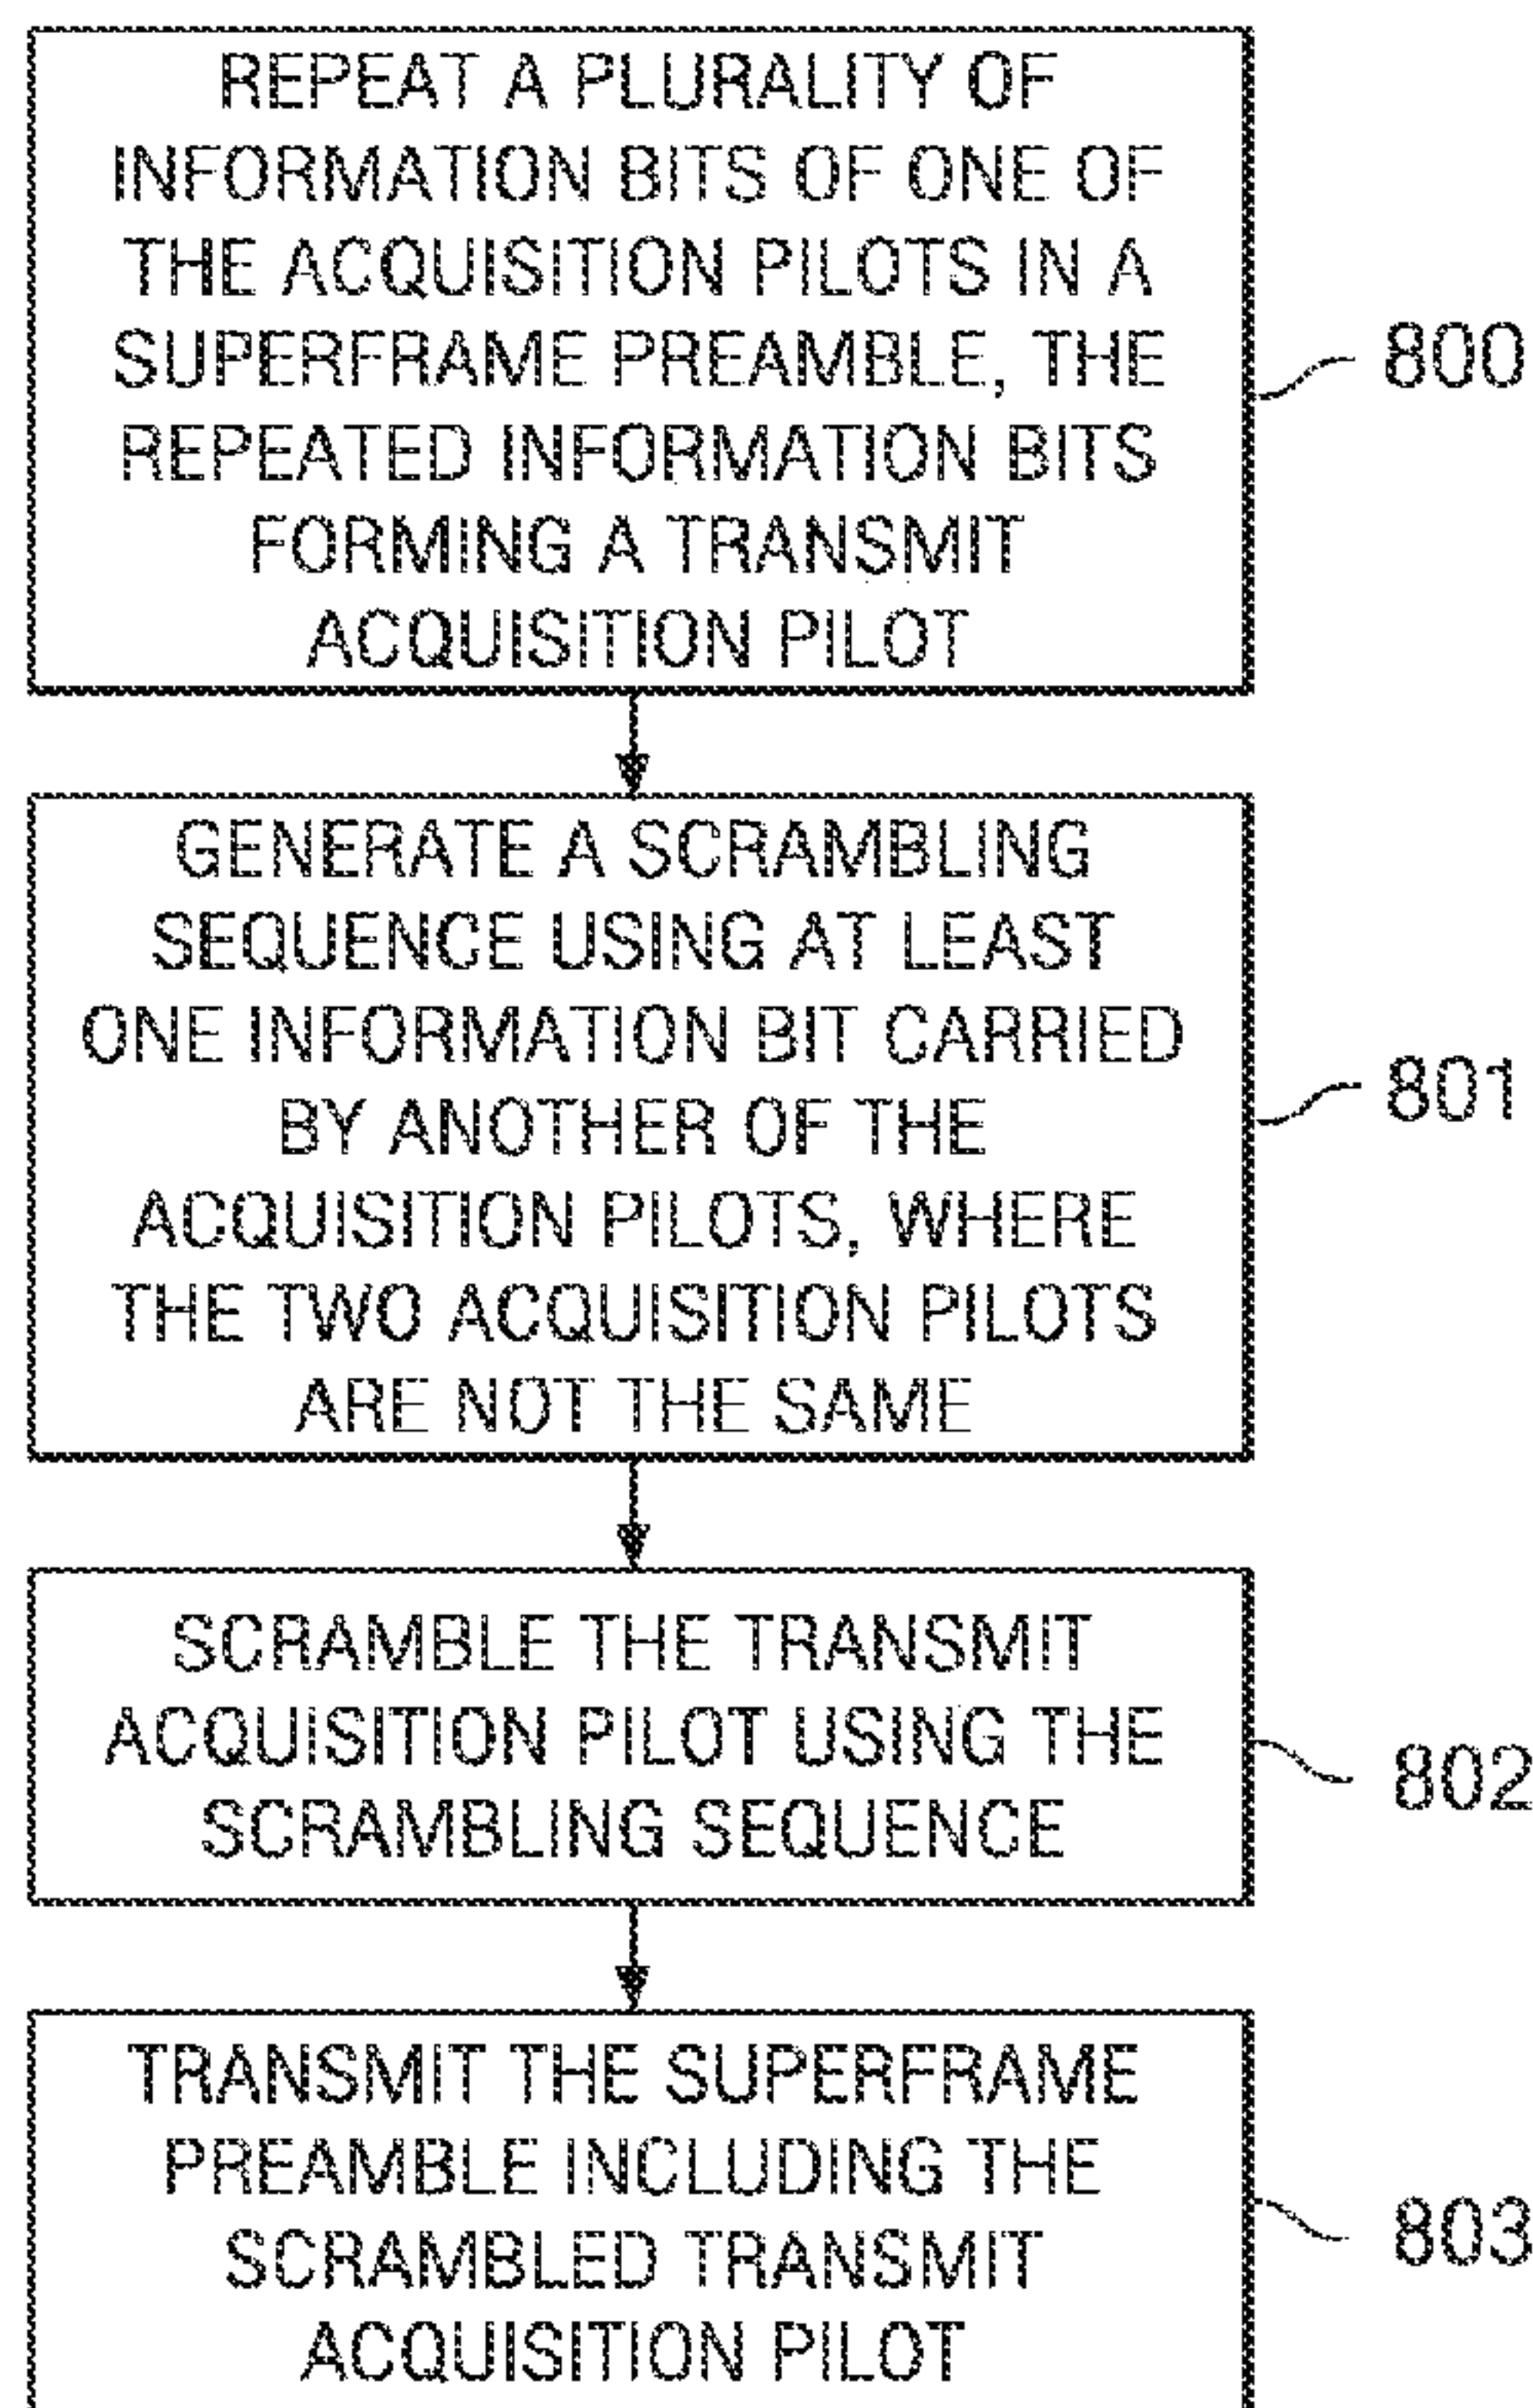 REPEAT A PLURALITY OF
INFORMATION BITS OF ONE OF
THE ACQUISITION PILOTS IN A
SUPERFRAME PREAMBLE, THE
REPEATED INFORMATION BITS
FORMING A TRANSMIT
ACQUISITION PILOT
800
GENERATE A SCRAMBLING
SEQUENCE USING AT LEAST
ONE INFORMATION BIT CARRIED
BY ANOTHER OF THE
ACQUISITION PILOTS, WHERE
THE TWO ACQUISITION PILOTS
ARE NOT THE SAME
801
SCRAMBLE THE TRANSMIT
ACQUISITION PILOT USING THE
SCRAMBLING SEQUENCE
802
TRANSMIT THE SUPERFRAME
PREAMBLE INCLUDING THE
SCRAMBLED TRANSMIT
ACQUISITION PILOT
803